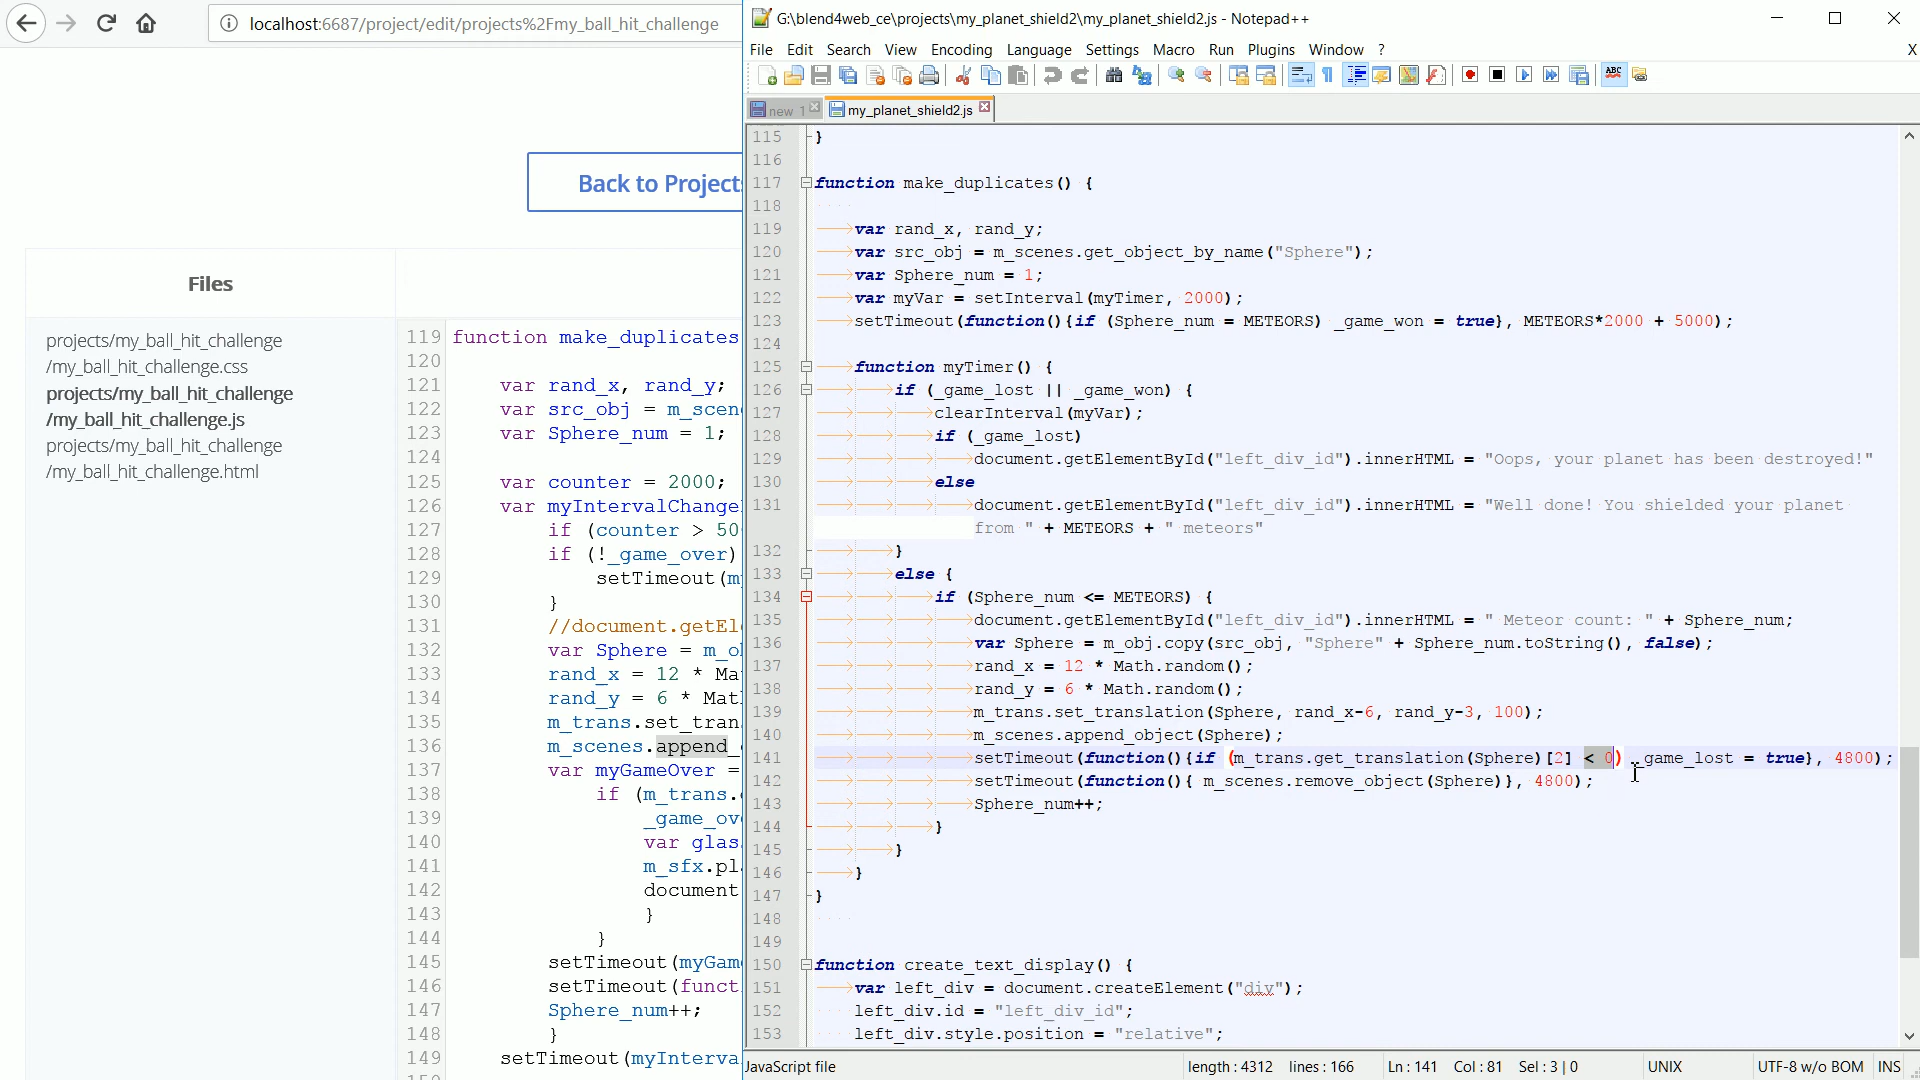 localhost:6687/project/edit/projects%2Fmy_ball_hit_challenge
Back to Project
Files
projects/my_ball_hit_challenge
/my_ball_hit_challenge.css
projects/my_ball_hit_challenge
/my_ball_hit_challenge.js
projects/my_ball_hit_challenge
/my_ball_hit_challenge.html
119 function make_duplicates
120
121 var rand_x, rand_y;
122 var src_obj = m_scen
123 var Sphere_num = 1;
124
125 var counter = 2000;
126 var myIntervalChange
127 if (counter > 50
128 if (!_game_over)
129 setTimeout(m
130 }
131 //document.getEl
132 var Sphere = m_o
133 rand_x = 12 * Ma
134 rand_y = 6 * Mat
135 m_trans.set_tran
136 m_scenes.append_
137 var myGameOver =
138 if (m_trans.
139 _game_ov
140 var glas
141 m_sfx.pl
142 document
143 }
144 }
145 setTimeout(myGam
146 setTimeout(funct
147 Sphere_num++;
148 }
149 setTimeout(myInterva
G:\blend4web_ce\projects\my_planet_shield2\my_planet_shield2.js - Notepad++
File Edit Search View Encoding Language Settings Macro Run Plugins Window ? X
new 1 my_planet_shield2.js
115 }
116
117 function make_duplicates() {
118
119 var rand_x, rand_y;
120 var src_obj = m_scenes.get_object_by_name("Sphere");
121 var Sphere_num = 1;
122 var myVar = setInterval(myTimer, 2000);
123 setTimeout(function(){if (Sphere_num = METEORS) _game_won = true}, METEORS*2000 + 5000);
124
125 function myTimer() {
126 if (_game_lost || _game_won) {
127 clearInterval(myVar);
128 if (_game_lost)
129 document.getElementById("left_div_id").innerHTML = "Oops, your planet has been destroyed!"
130 else
131 document.getElementById("left_div_id").innerHTML = "Well done! You shielded your planet
from " + METEORS + " meteors"
132 }
133 else {
134 if (Sphere_num <= METEORS) {
135 document.getElementById("left_div_id").innerHTML = " Meteor count: " + Sphere_num;
136 var Sphere = m_obj.copy(src_obj, "Sphere" + Sphere_num.toString(), false);
137 rand_x = 12 * Math.random();
138 rand_y = 6 * Math.random();
139 m_trans.set_translation(Sphere, rand_x-6, rand_y-3, 100);
140 m_scenes.append_object(Sphere);
141 setTimeout(function(){if (m_trans.get_translation(Sphere)[2] < 0) _game_lost = true}, 4800);
142 setTimeout(function(){ m_scenes.remove_object(Sphere)}, 4800);
143 Sphere_num++;
144 }
145 }
146 }
147 }
148
149
150 function create_text_display() {
151 var left_div = document.createElement("div");
152 left_div.id = "left_div_id";
153 left_div.style.position = "relative";
JavaScript file length : 4312 lines : 166 Ln : 141 Col : 81 Sel : 3 | 0 UNIX UTF-8 w/o BOM INS